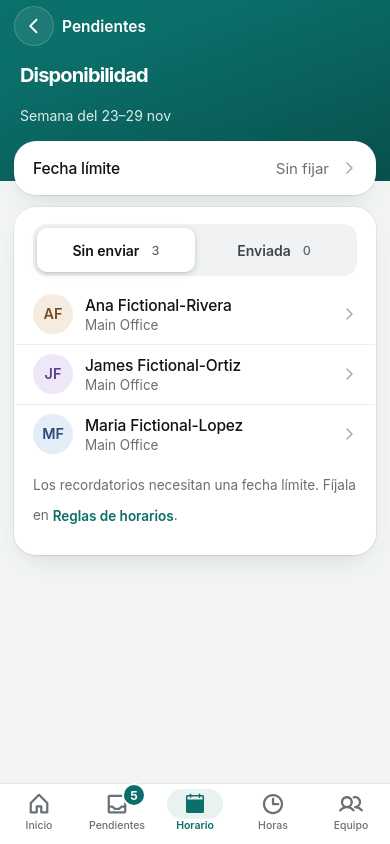 Pendientes
Disponibilidad
Semana del 23–29 nov
Fecha límite Sin fijar
Sin enviar 3 Enviada 0
AF Ana Fictional-Rivera
Main Office
JF James Fictional-Ortiz
Main Office
MF Maria Fictional-Lopez
Main Office
Los recordatorios necesitan una fecha límite. Fíjala
en Reglas de horarios.
5
Inicio Pendientes Horario Horas Equipo